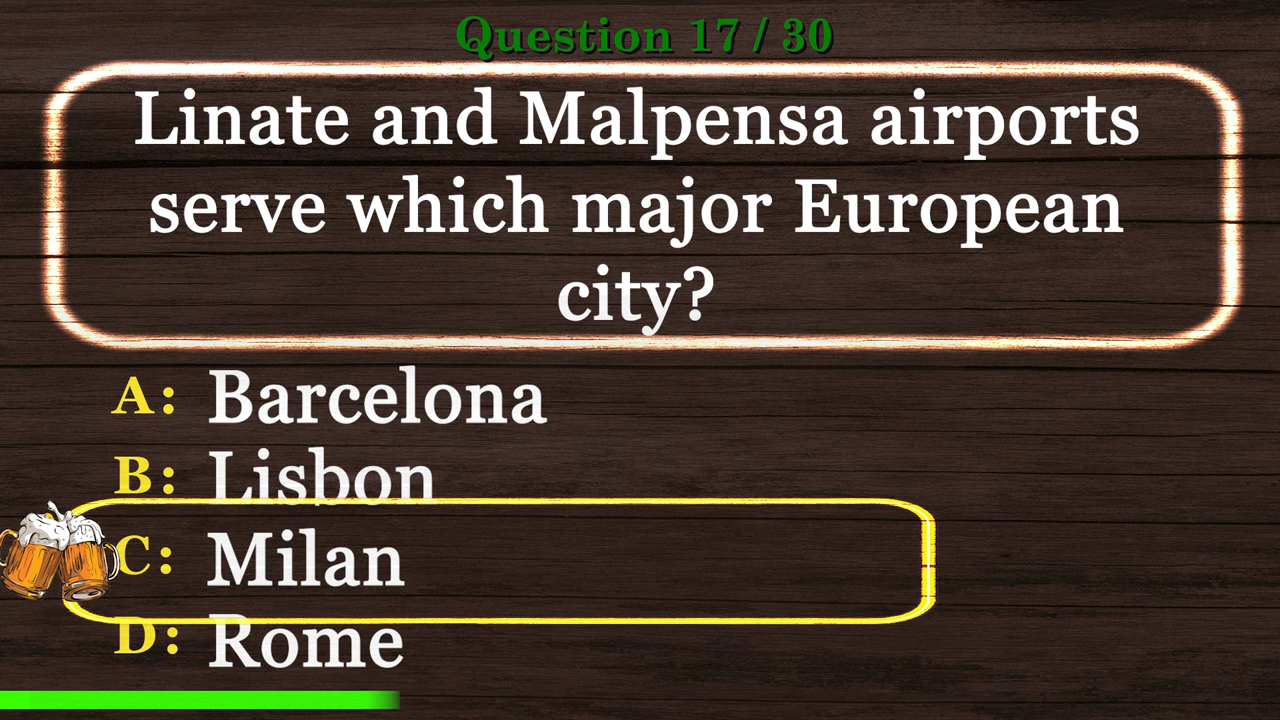 Question 17 / 30
Linate and Malpensa airports
serve which major European
city?
A: Barcelona
B: Lisbon
C: Milan
D: Rome